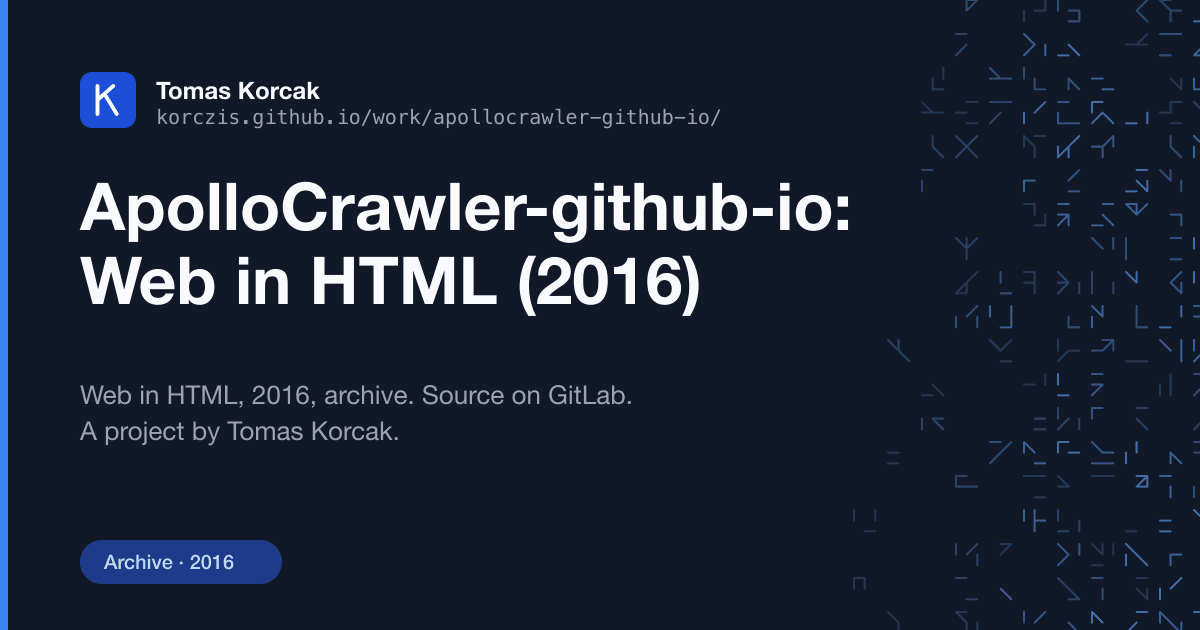 K
Tomas Korcak
korczis.github.io/work/apollocrawler-github-io/
ApolloCrawler-github-io:
Web in HTML (2016)
Web in HTML, 2016, archive. Source on GitLab.
A project by Tomas Korcak.
Archive · 2016